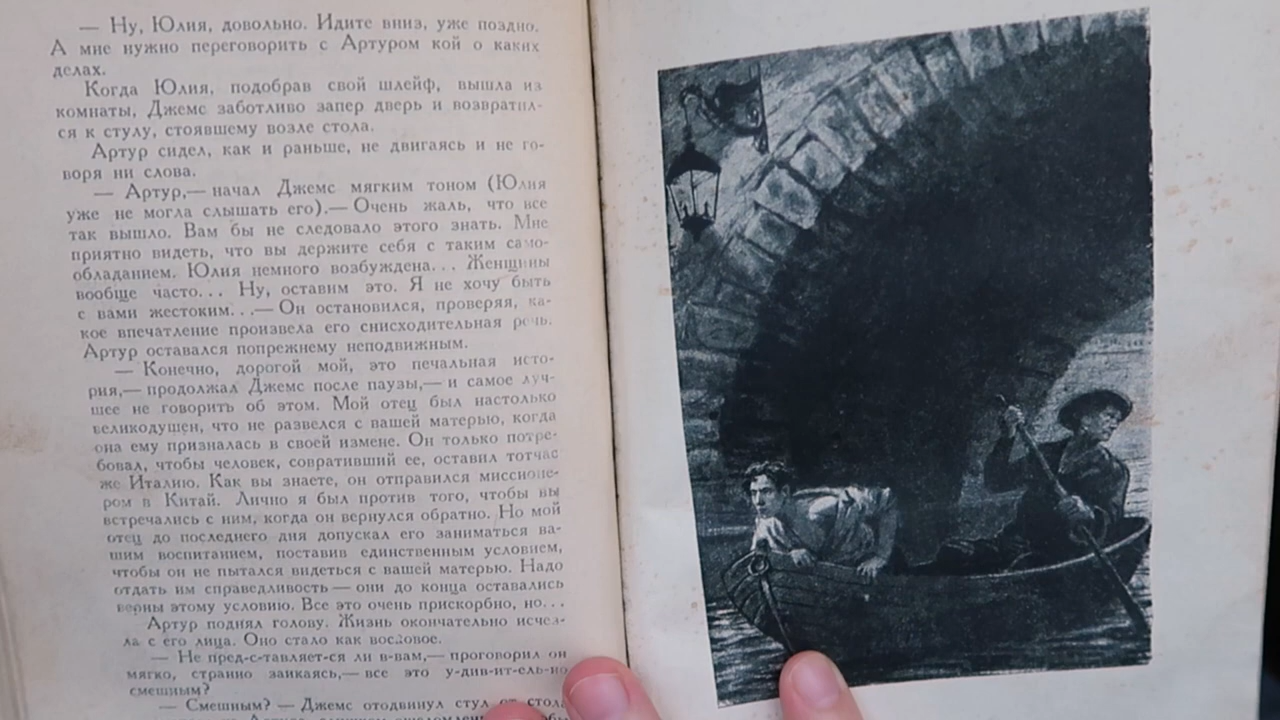 — Ну, Юлия, довольно. Идите вниз, уже поздно.
А мне нужно переговорить с Артуром кой о каких
делах.
Когда Юлия, подобрав свой шлейф, вышла из
комнаты, Джемс заботливо запер дверь и возвратил-
ся к стулу, стоявшему возле стола.
Артур сидел, как и раньше, не двигаясь и не го-
воря ни слова.
— Артур,— начал Джемс мягким тоном (Юлия
уже не могла слышать его).— Очень жаль, что все
так вышло. Вам бы не следовало этого знать. Мне
приятно видеть, что вы держите себя с таким само-
обладанием. Юлия немного возбуждена... Женщины
вообще часто... Ну, оставим это. Я не хочу быть
с вами жестоким...— Он остановился, проверяя, ка-
кое впечатление произвела его снисходительная речь.
Артур оставался попрежнему неподвижным.
— Конечно, дорогой мой, это печальная исто-
рия,— продолжал Джемс после паузы,— и самое луч-
шее не говорить об этом. Мой отец был настолько
великодушен, что не развелся с вашей матерью, когда
она ему призналась в своей измене. Он только потре-
бовал, чтобы человек, совративший ее, оставил тотчас
же Италию. Как вы знаете, он отправился миссионе-
ром в Китай. Лично я был против того, чтобы вы
встречались с ним, когда он вернулся обратно. Но мой
отец до последнего дня допускал его заниматься ва-
шим воспитанием, поставив единственным условием,
чтобы он не пытался видеться с вашей матерью. Надо
отдать им справедливость — они до конца оставались
верны этому условию. Все это очень прискорбно, но...
Артур поднял голову. Жизнь окончательно исчез-
ла с его лица. Оно стало как восковое.
— Не пред-с-тавляет-ся ли в-вам,— проговорил он
мягко, странно заикаясь,— все это у-див-ит-ель-но
смешным?
— Смешным? — Джемс отодвинул стул от стола